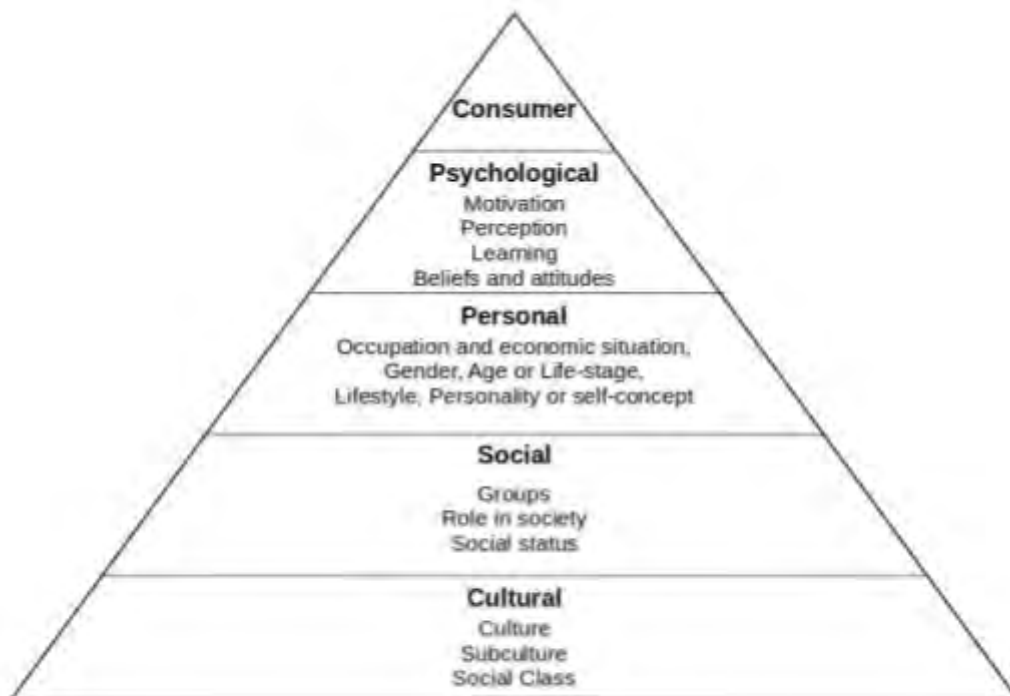 Consumer
Psychological
Motivation
Perception
Learning
Beliefs and attitudes
Personal
Occupation and economic situation,
Gender, Age or Life-stage,
Lifestyle, Personality or self-concept
Social
Groups
Role in society
Social status
Cultural
Culture
Subculture
Social Class